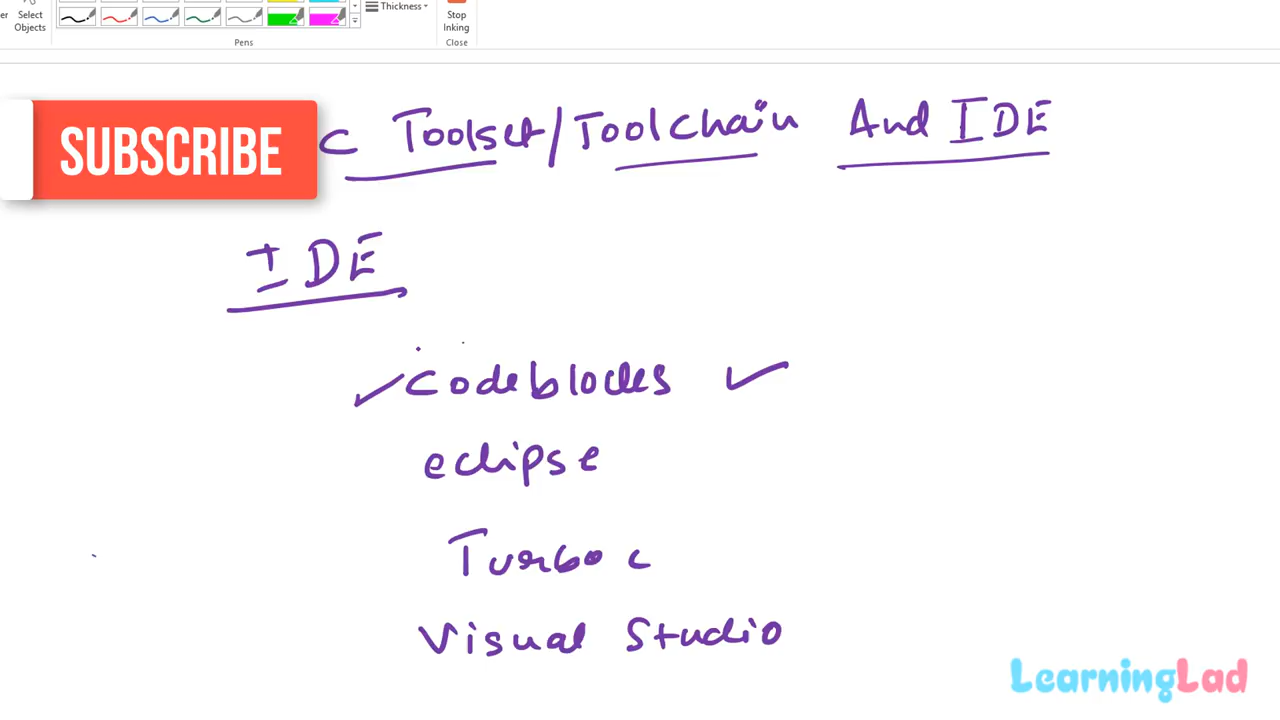 er Select Objects
Pens
Thickness
Stop Inking
Close
SUBSCRIBE
C Toolset/Toolchain And IDE
IDE
codeblocks
eclipse
Turbo c
Visual Studio
LearningLad